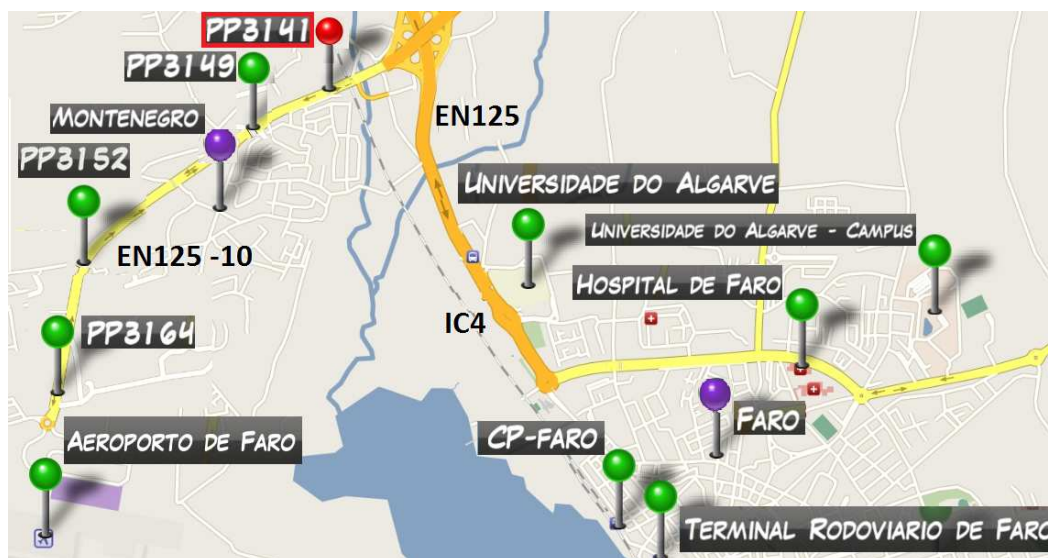 PP3141
PP3149
MONTENEGRO
PP3152
EN125
UNIVERSIDADE DO ALGARVE
UNIVERSIDADE DO ALGARVE - CAMPUS
EN125 -10
HOSPITAL DE FARO
IC4
PP3164
FARO
CP-FARO
AEROPORTO DE FARO
TERMINAL RODOVIARIO DE FARO